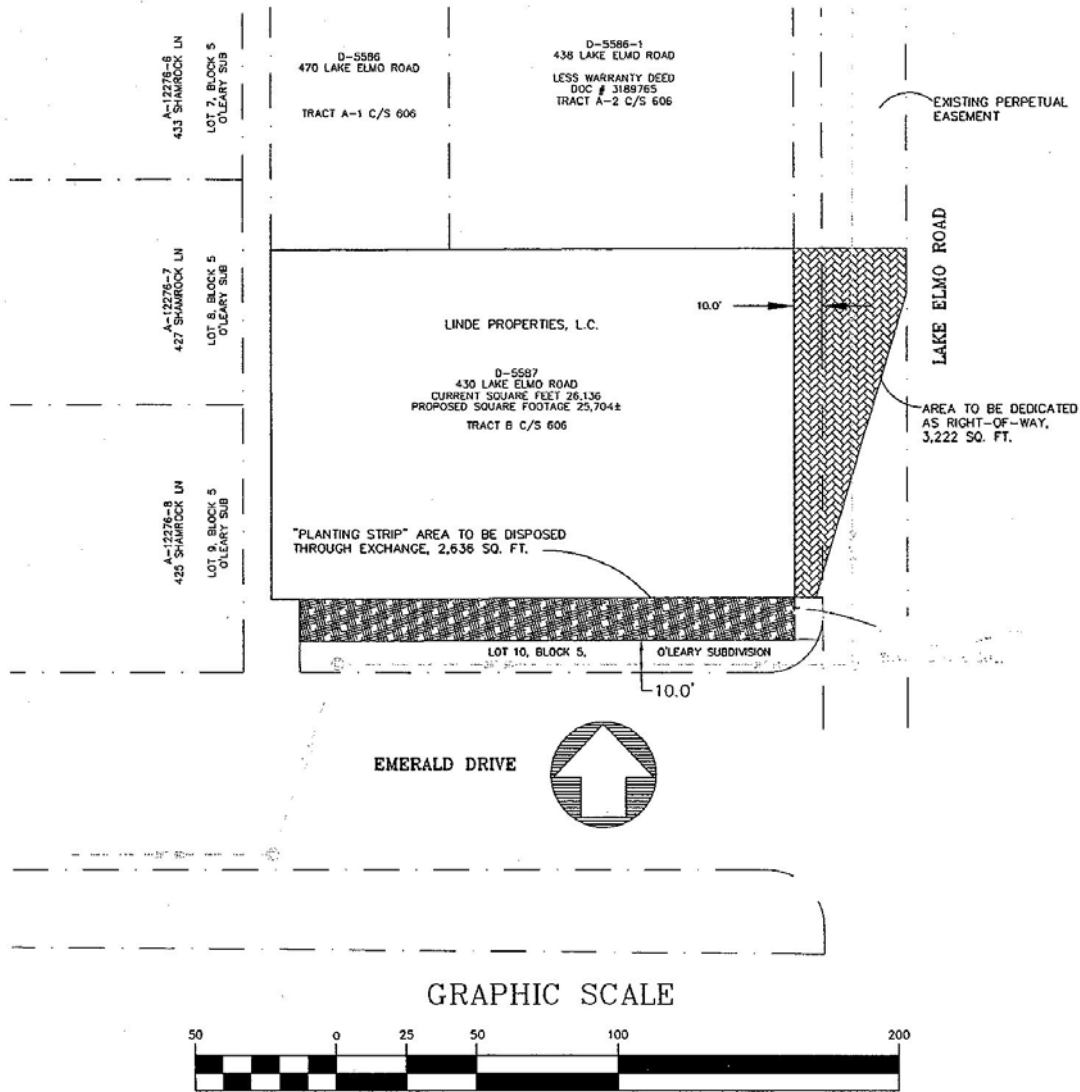 A-12276-6
433 SHAMROCK LN
LOT 7, BLOCK 5
O'LEARY SUB
D-5586
470 LAKE ELMO ROAD
TRACT A-1 C/S 606
D-5586-1
438 LAKE ELMO ROAD
LESS WARRANTY DEED
DOC # 3189765
TRACT A-2 C/S 606
EXISTING PERPETUAL
EASEMENT
LAKE ELMO ROAD
A-12276-7
427 SHAMROCK LN
LOT 8, BLOCK 5
O'LEARY SUB
LINDE PROPERTIES, L.C.
10.0'
D-5587
430 LAKE ELMO ROAD
CURRENT SQUARE FEET 26,136
PROPOSED SQUARE FOOTAGE 25,704±
TRACT B C/S 606
AREA TO BE DEDICATED
AS RIGHT-OF-WAY,
3,222 SQ. FT.
A-12276-8
425 SHAMROCK LN
LOT 9, BLOCK 5
O'LEARY SUB
"PLANTING STRIP" AREA TO BE DISPOSED
THROUGH EXCHANGE, 2,636 SQ. FT.
LOT 10, BLOCK 5, O'LEARY SUBDIVISION
10.0'
EMERALD DRIVE
GRAPHIC SCALE
50 0 25 50 100 200